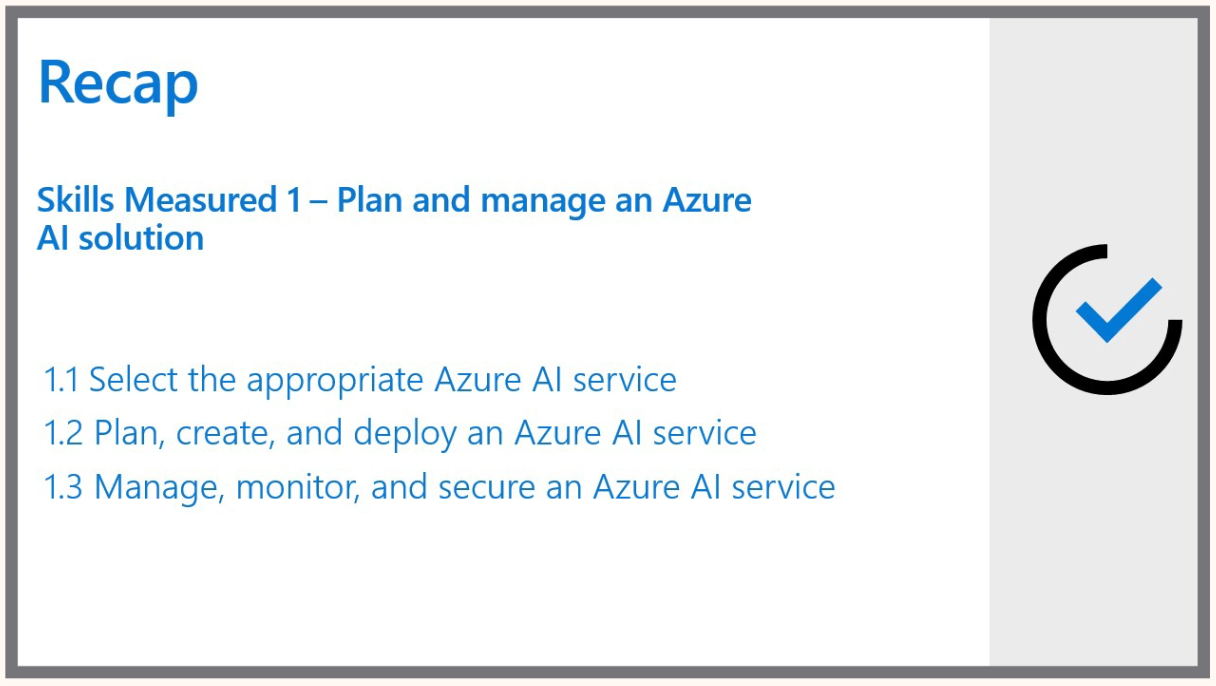 Recap
Skills Measured 1 – Plan and manage an Azure
AI solution
1.1 Select the appropriate Azure AI service
1.2 Plan, create, and deploy an Azure AI service
1.3 Manage, monitor, and secure an Azure AI service